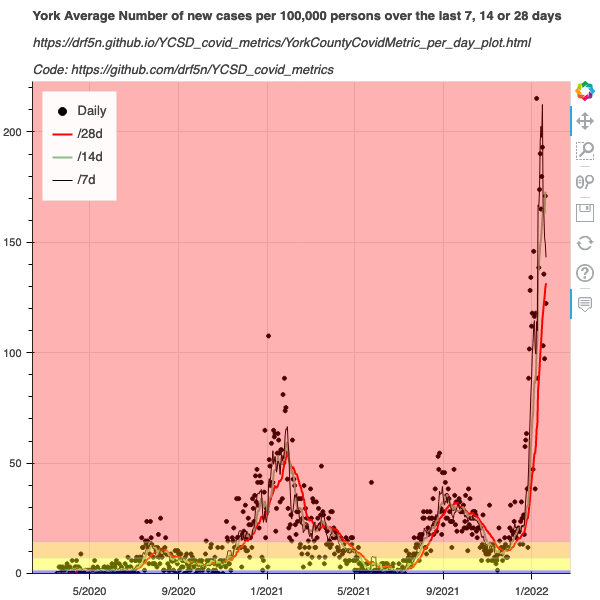 York Average Number of new cases per 100,000 persons over the last 7, 14 or 28 days
https://drf5n.github.io/YCSD_covid_metrics/YorkCountyCovidMetric_per_day_plot.html
Code: https://github.com/drf5n/YCSD_covid_metrics
Daily
/28d
/14d
/7d
200
150
100
50
0
5/2020
9/2020
1/2021
5/2021
9/2021
1/2022